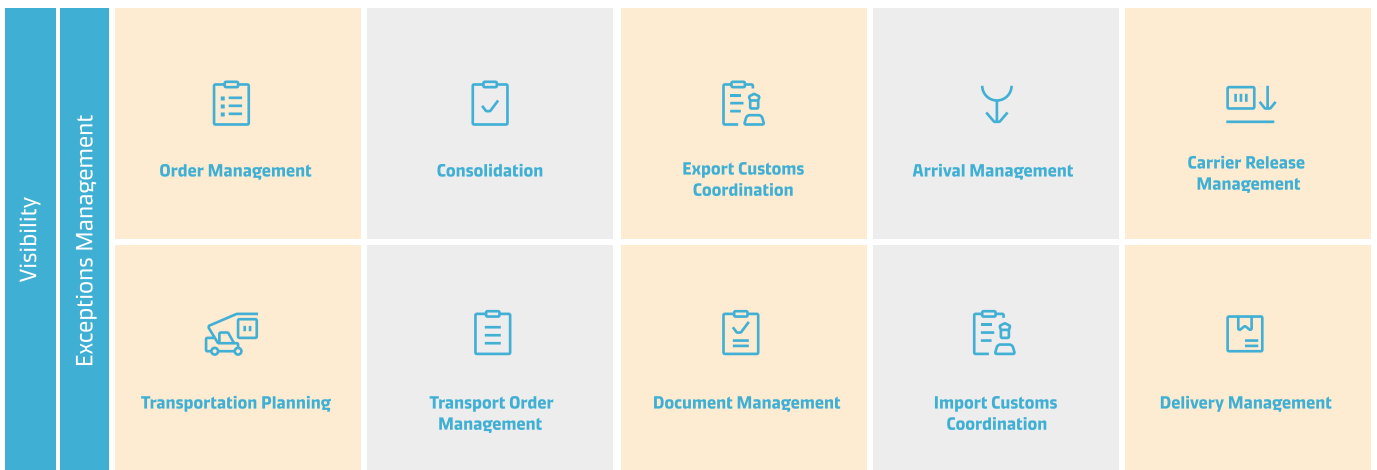 Visibility
Exceptions Management
Order Management
Consolidation
Export Customs
Coordination
Arrival Management
Carrier Release
Management
Transportation Planning
Transport Order
Management
Document Management
Import Customs
Coordination
Delivery Management